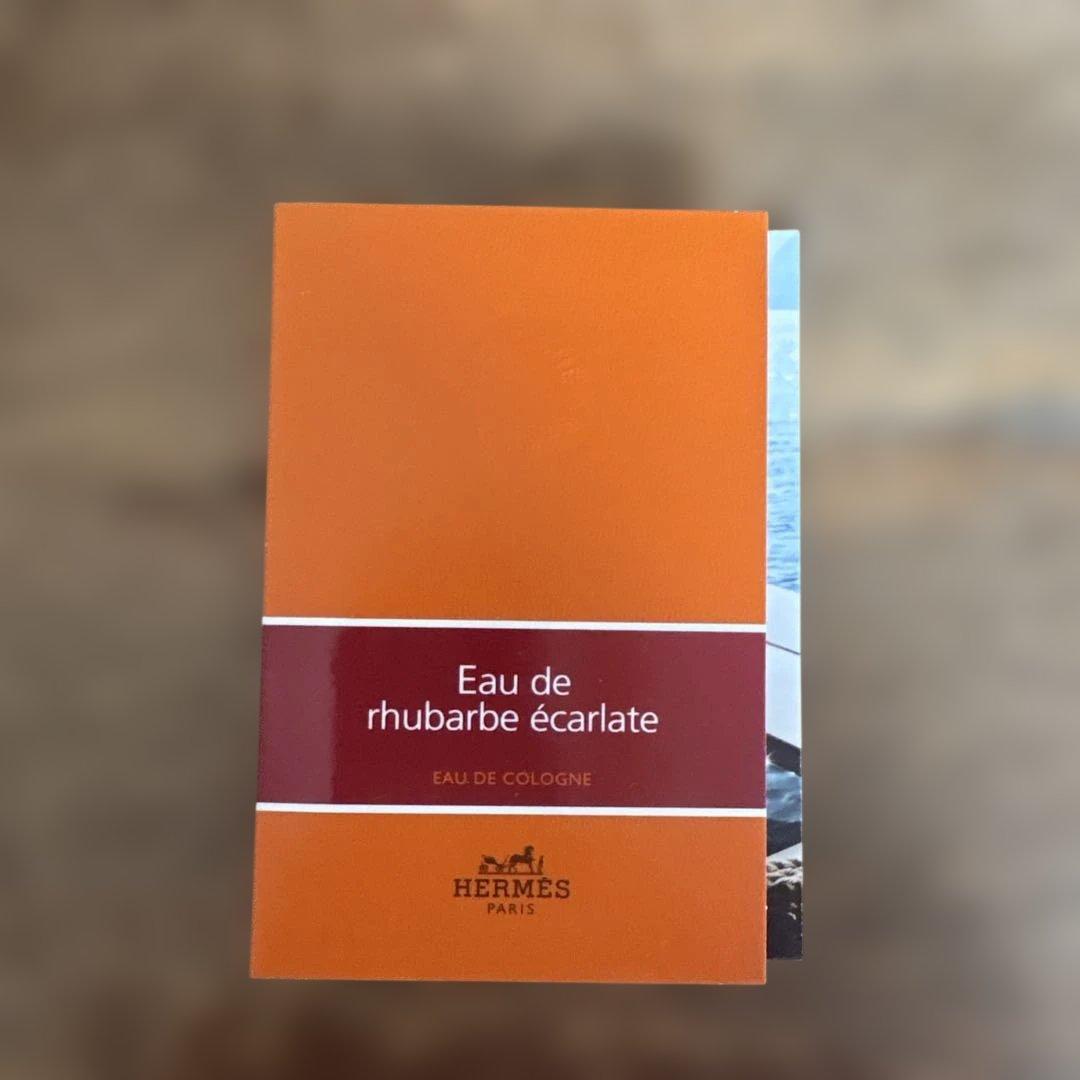 Eau de
rhubarbe écarlate
EAU DE COLOGNE
HERMÈS
PARIS